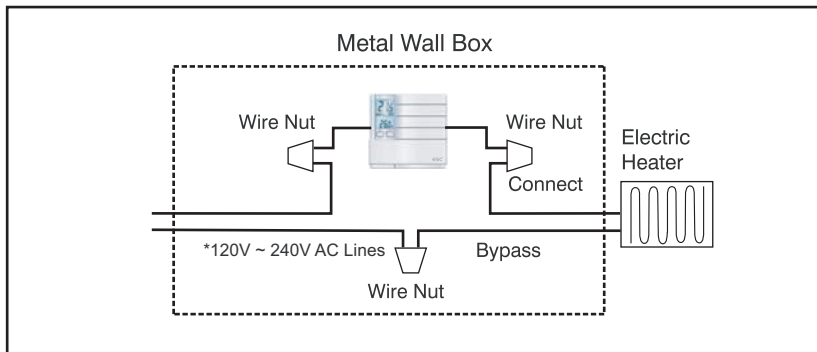 Metal Wall Box
Wire Nut
Wire Nut
Electric
Heater
Connect
*120V ~ 240V AC Lines
Bypass
Wire Nut